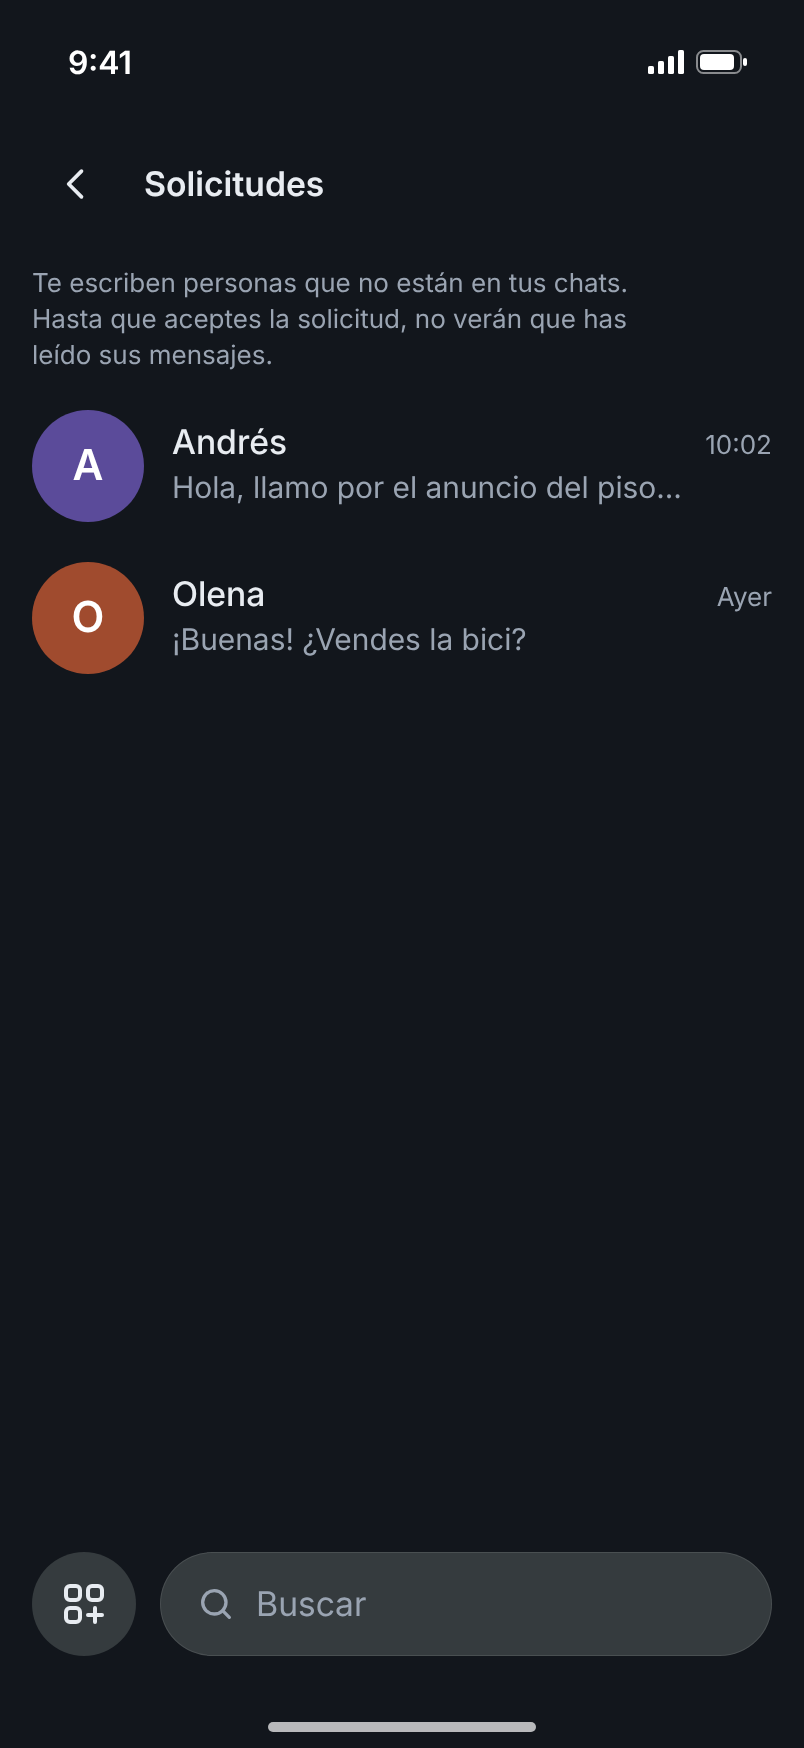 9:41
Solicitudes
Te escriben personas que no están en tus chats.
Hasta que aceptes la solicitud, no verán que has
leído sus mensajes.
A
Andrés
10:02
Hola, llamo por el anuncio del piso...
O
Olena
Ayer
¡Buenas! ¿Vendes la bici?
Buscar